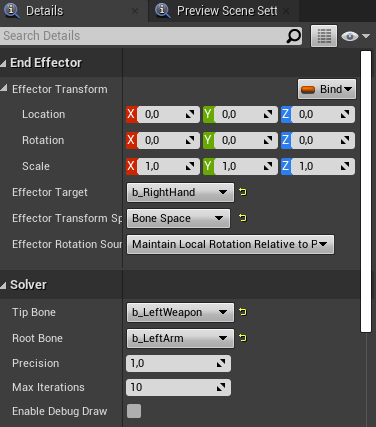 Details
Preview Scene Sett
Search Details
End Effector
Effector Transform
Bind
Location
X 0,0 Y 0,0 Z 0,0
Rotation
X 0,0 Y 0,0 Z 0,0
Scale
X 1,0 Y 1,0 Z 1,0
Effector Target
b_RightHand
Effector Transform Sp
Bone Space
Effector Rotation Sour
Maintain Local Rotation Relative to P
Solver
Tip Bone
b_LeftWeapon
Root Bone
b_LeftArm
Precision
1,0
Max Iterations
10
Enable Debug Draw